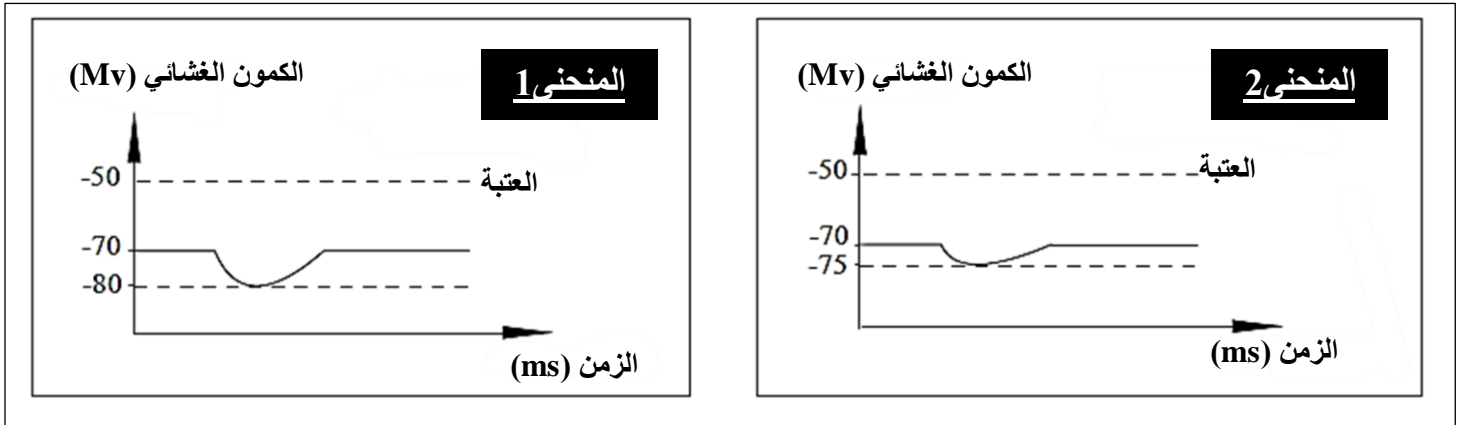 المنحنى1
الكمون الغشائي (Mv)
-50
العتبة
-70
-80
الزمن (ms)
المنحنى2
الكمون الغشائي (Mv)
-50
العتبة
-70
-75
الزمن (ms)